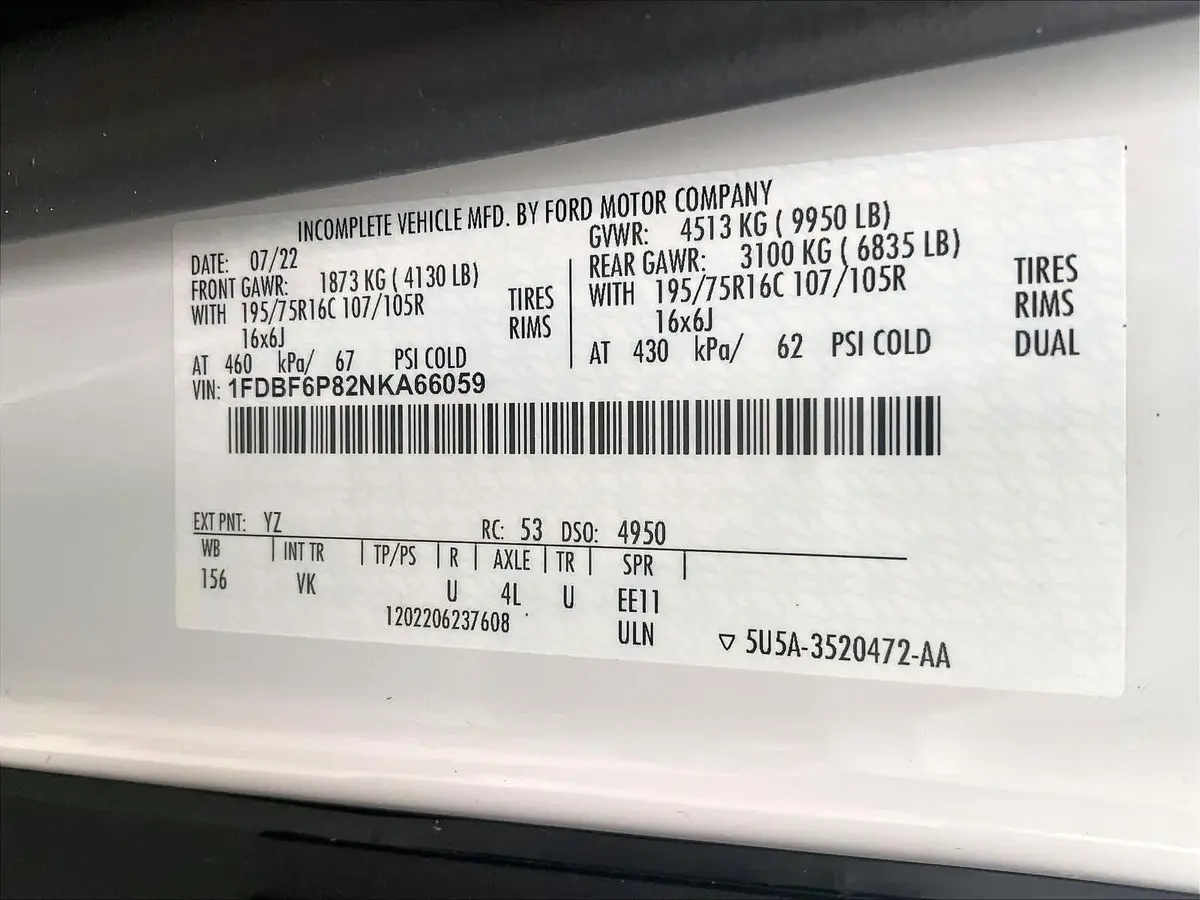 INCOMPLETE VEHICLE MFD. BY FORD MOTOR COMPANY
DATE: 07/22
FRONT GAWR: 1873 KG ( 4130 LB)
WITH 195/75R16C 107/105R TIRES
16x6J RIMS
AT 460 kPa/ 67 PSI COLD
GVWR: 4513 KG ( 9950 LB)
REAR GAWR: 3100 KG ( 6835 LB)
WITH 195/75R16C 107/105R TIRES
16x6J RIMS
AT 430 kPa/ 62 PSI COLD DUAL
VIN: 1FDBF6P82NKA66059
EXT PNT: YZ RC: 53 DSO: 4950
WB | INT TR | TP/PS | R | AXLE | TR | SPR |
156 VK U 4L U EE11
1202206237608 ULN ▽ 5U5A-3520472-AA